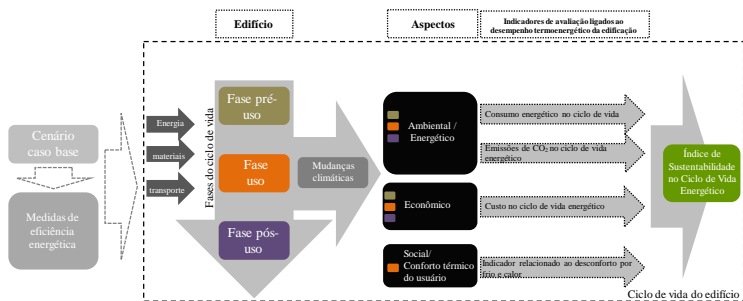 Edifício
Aspectos
Indicadores de avaliação ligados ao
desempenho termoenergético da edificação
Cenário
caso base
Medidas de
eficiência
energética
Energia
materiais
transporte
Fases do ciclo de vida
Fase pré-
uso
Fase
uso
Fase pós-
uso
Mudanças
climáticas
Ambiental /
Energético
Econômico
Social/
Conforto térmico
do usuário
Consumo energético no ciclo de vida
Emissões de CO2 no ciclo de vida
energético
Custo no ciclo de vida energético
Indicador relacionado ao desconforto por
frio e calor
Índice de
Sustentabilidade
no Ciclo de Vida
Energético
Ciclo de vida do edifício